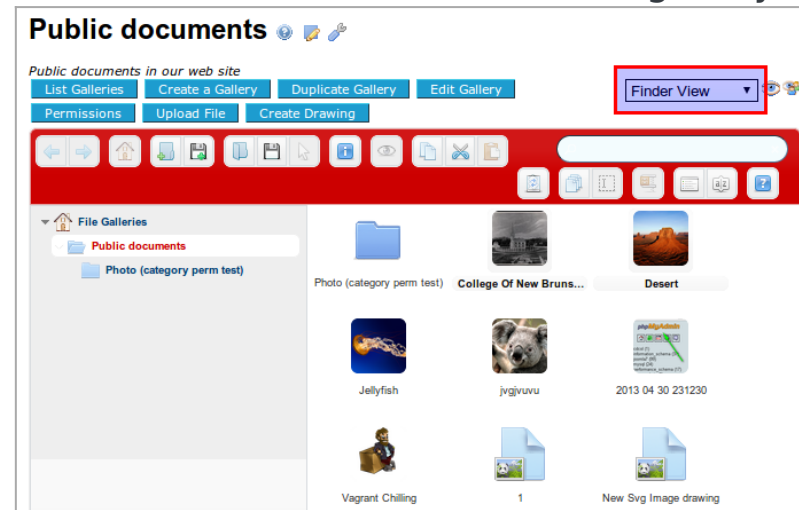 Public documents
Public documents in our web site
List Galleries Create a Gallery Duplicate Gallery Edit Gallery
Finder View
Permissions Upload File Create Drawing
File Galleries
Public documents
Photo (category perm test)
Photo (category perm test) College Of New Bruns... Desert
phpMyAdmin
Jellyfish jvgjvuvu 2013 04 30 231230
Vagrant Chilling 1 New Svg Image drawing